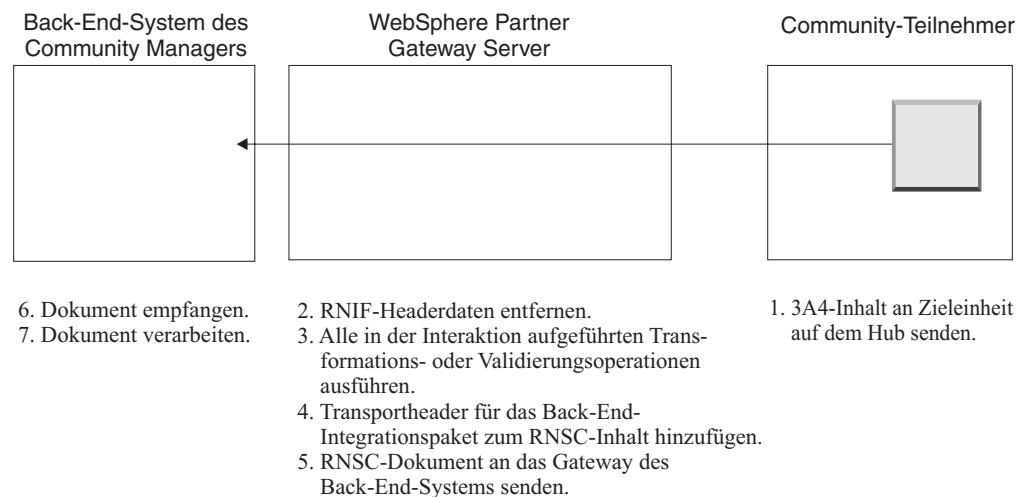 Back-End-System des
Community Managers
WebSphere Partner
Gateway Server
Community-Teilnehmer
6. Dokument empfangen.
7. Dokument verarbeiten.
2. RNIF-Headerdaten entfernen.
3. Alle in der Interaktion aufgeführten Trans-
formations- oder Validierungsoperationen
ausführen.
4. Transportheader für das Back-End-
Integrationspaket zum RNSC-Inhalt hinzufügen.
5. RNSC-Dokument an das Gateway des
Back-End-Systems senden.
1. 3A4-Inhalt an Zieleinheit
auf dem Hub senden.